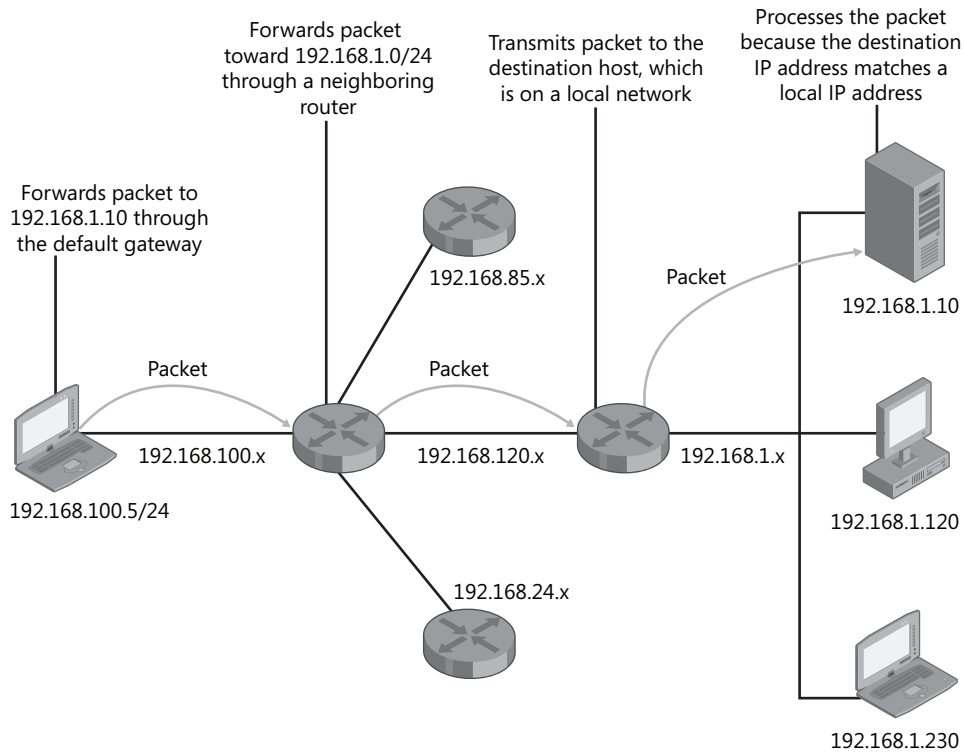 Forwards packet
toward 192.168.1.0/24
through a neighboring
router
Transmits packet to the
destination host, which
is on a local network
Processes the packet
because the destination
IP address matches a
local IP address
Forwards packet to
192.168.1.10 through
the default gateway
192.168.85.x
Packet
192.168.1.10
Packet
Packet
192.168.100.x
192.168.120.x
192.168.1.x
192.168.100.5/24
192.168.1.120
192.168.24.x
192.168.1.230